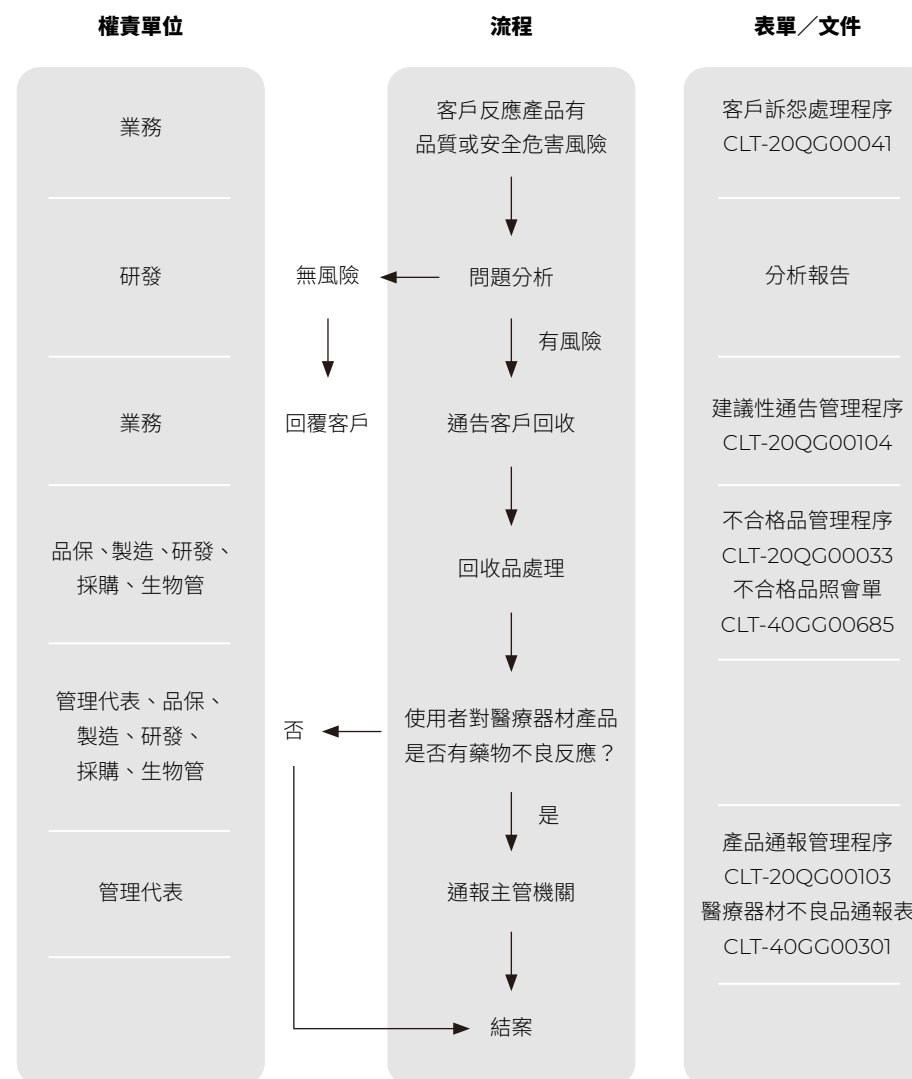 權責單位
流程
表單／文件
業務
客戶反應產品有
品質或安全危害風險
客戶訴怨處理程序
CLT-20QG00041
研發
無風險
問題分析
分析報告
有風險
業務
回覆客戶
通告客戶回收
建議性通告管理程序
CLT-20QG00104
品保、製造、研發、
採購、生物管
回收品處理
不合格品管理程序
CLT-20QG00033
不合格品照會單
CLT-40GG00685
管理代表、品保、
製造、研發、
採購、生物管
否
使用者對醫療器材產品
是否有藥物不良反應？
是
管理代表
通報主管機關
產品通報管理程序
CLT-20QG00103
醫療器材不良品通報表
CLT-40GG00301
結案